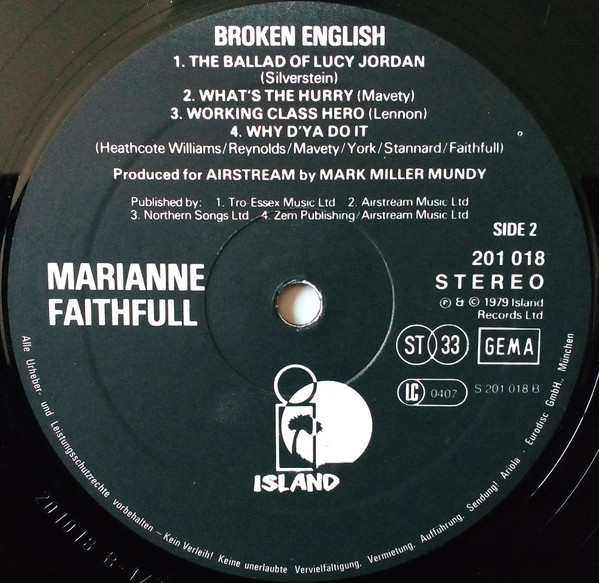 BROKEN ENGLISH
1. THE BALLAD OF LUCY JORDAN
(Silverstein)
2. WHAT'S THE HURRY (Mavety)
3. WORKING CLASS HERO (Lennon)
4. WHY D'YA DO IT
(Heathcote Williams/Reynolds/Mavety/York/Stannard/Faithfull)
Produced for AIRSTREAM by MARK MILLER MUNDY
Published by: 1. Tro-Essex Music Ltd 2. Airstream Music Ltd
3. Northern Songs Ltd 4. Zem Publishing/Airstream Music Ltd
SIDE 2
201 018
STEREO
℗ & © 1979 Island
Records Ltd
MARIANNE
FAITHFULL
ST 33 GEMA
LC 0407 S 201 018 B
ISLAND
Alle Urheber- und Leistungsschutzrechte vorbehalten – Kein Verleih! Keine unerlaubte Vervielfältigung, Vermietung, Aufführung, Sendung! Ariola - Eurodisc GmbH., München
201018 B-